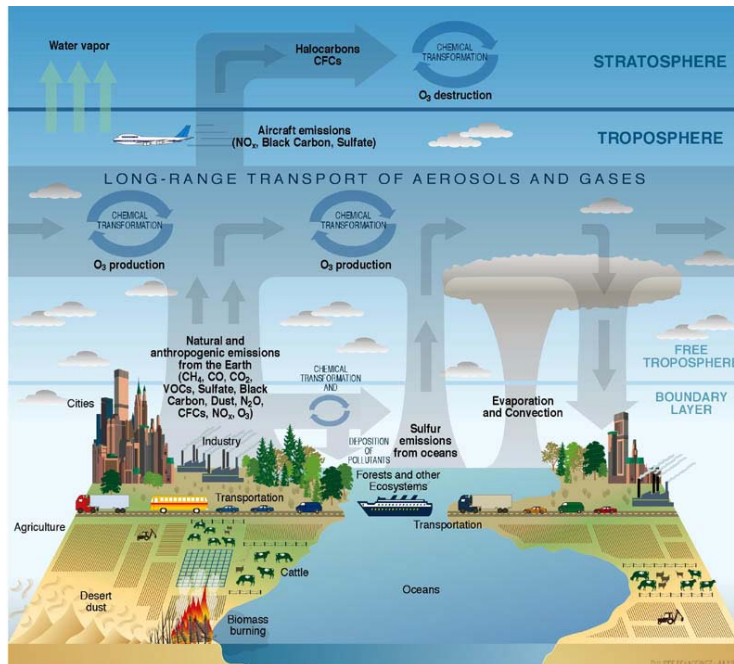 Water vapor
Halocarbons
CFCs
CHEMICAL
TRANSFORMATION
STRATOSPHERE
O₃ destruction
Aircraft emissions
(NOₓ, Black Carbon, Sulfate)
TROPOSPHERE
LONG-RANGE TRANSPORT OF AEROSOLS AND GASES
CHEMICAL
TRANSFORMATION
O₃ production
CHEMICAL
TRANSFORMATION
O₃ production
Natural and
anthropogenic emissions
from the Earth
(CH₄, CO, CO₂,
VOCs, Sulfate, Black
Carbon, Dust, N₂O,
CFCs, NOₓ, O₃)
CHEMICAL
TRANSFORMATION
AND
DEPOSITION
OF
POLLUTANTS
FREE
TROPOSPHERE
BOUNDARY
LAYER
Cities
Industry
Sulfur
emissions
from oceans
Evaporation
and Convection
Forests and other
Ecosystems
Transportation
Transportation
Agriculture
Cattle
Oceans
Desert
dust
Biomass
burning